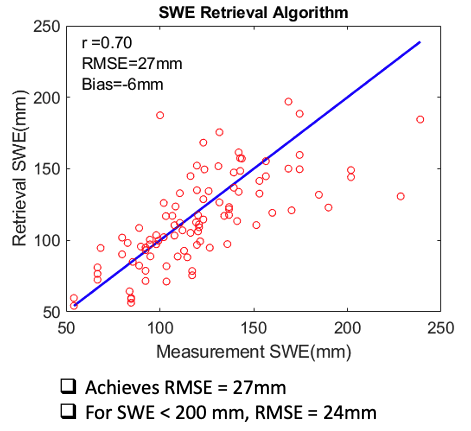 SWE Retrieval Algorithm
r =0.70
RMSE=27mm
Bias=-6mm
250
200
150
100
50
Retrieval SWE(mm)
50 100 150 200 250
Measurement SWE(mm)
❑ Achieves RMSE = 27mm
❑ For SWE < 200 mm, RMSE = 24mm